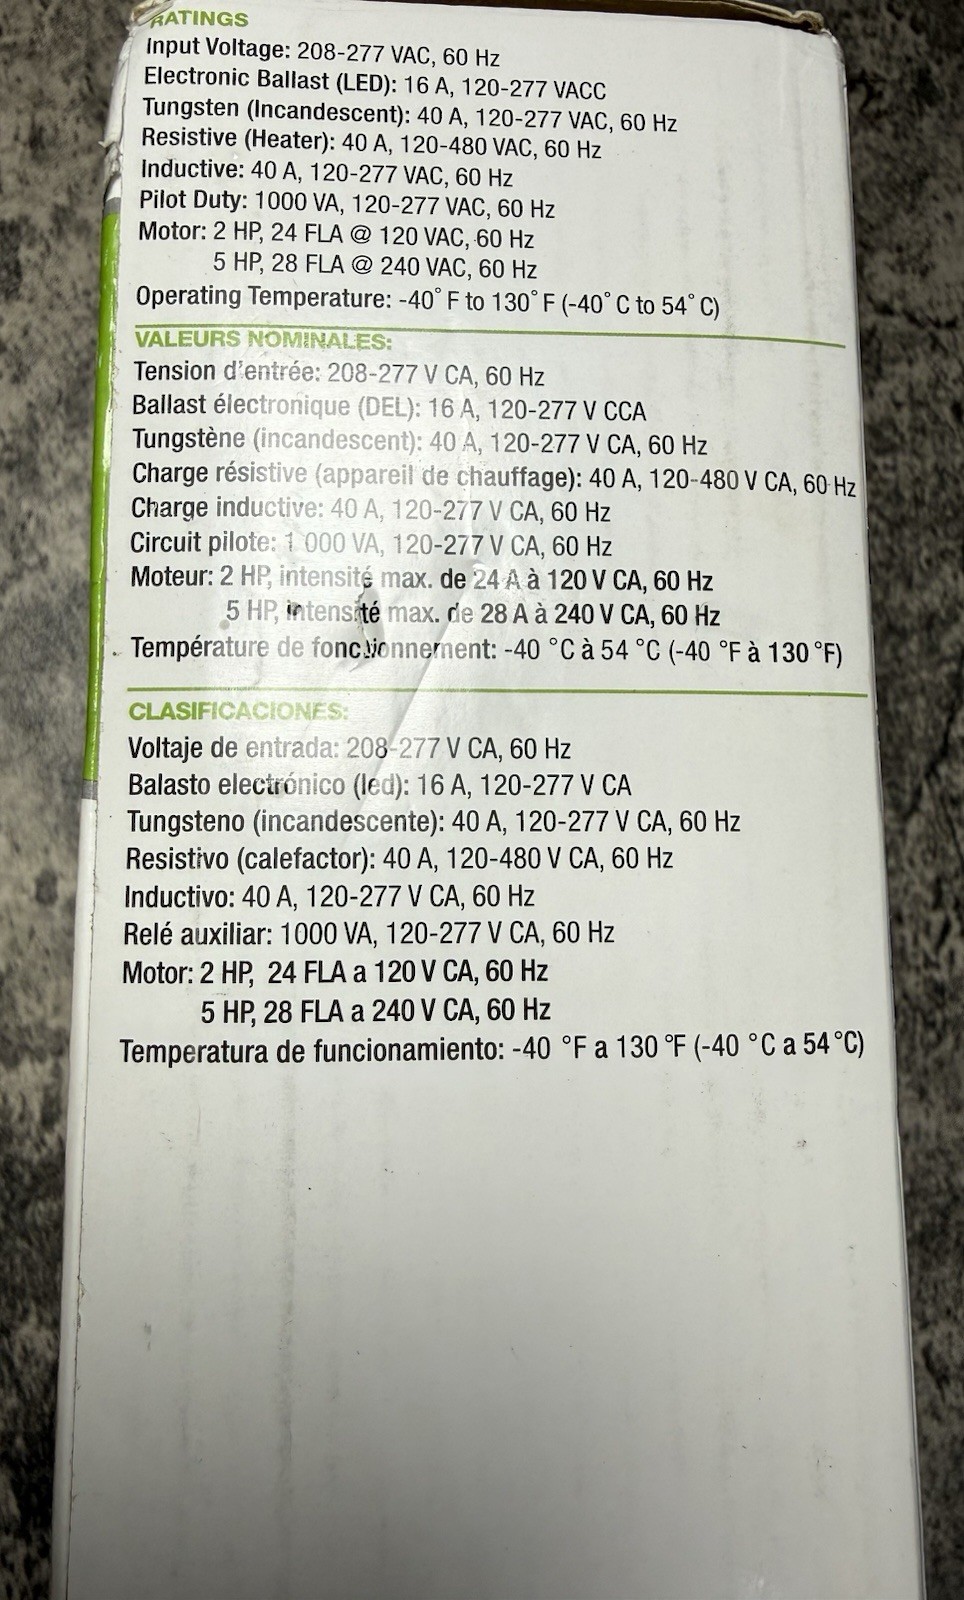 RATINGS
Input Voltage: 208-277 VAC, 60 Hz
Electronic Ballast (LED): 16 A, 120-277 VACC
Tungsten (Incandescent): 40 A, 120-277 VAC, 60 Hz
Resistive (Heater): 40 A, 120-480 VAC, 60 Hz
Inductive: 40 A, 120-277 VAC, 60 Hz
Pilot Duty: 1000 VA, 120-277 VAC, 60 Hz
Motor: 2 HP, 24 FLA @ 120 VAC, 60 Hz
5 HP, 28 FLA @ 240 VAC, 60 Hz
Operating Temperature: -40° F to 130° F (-40° C to 54° C)
VALEURS NOMINALES:
Tension d'entrée: 208-277 V CA, 60 Hz
Ballast électronique (DEL): 16 A, 120-277 V CCA
Tungstène (incandescent): 40 A, 120-277 V CA, 60 Hz
Charge résistive (appareil de chauffage): 40 A, 120-480 V CA, 60 Hz
Charge inductive: 40 A, 120-277 V CA, 60 Hz
Circuit pilote: 1 000 VA, 120-277 V CA, 60 Hz
Moteur: 2 HP, intensité max. de 24 A à 120 V CA, 60 Hz
5 HP, intensité max. de 28 A à 240 V CA, 60 Hz
Température de fonctionnement: -40 °C à 54 °C (-40 °F à 130 °F)
CLASIFICACIONES:
Voltaje de entrada: 208-277 V CA, 60 Hz
Balasto electrónico (led): 16 A, 120-277 V CA
Tungsteno (incandescente): 40 A, 120-277 V CA, 60 Hz
Resistivo (calefactor): 40 A, 120-480 V CA, 60 Hz
Inductivo: 40 A, 120-277 V CA, 60 Hz
Relé auxiliar: 1000 VA, 120-277 V CA, 60 Hz
Motor: 2 HP, 24 FLA a 120 V CA, 60 Hz
5 HP, 28 FLA a 240 V CA, 60 Hz
Temperatura de funcionamiento: -40 °F a 130 °F (-40 °C a 54 °C)